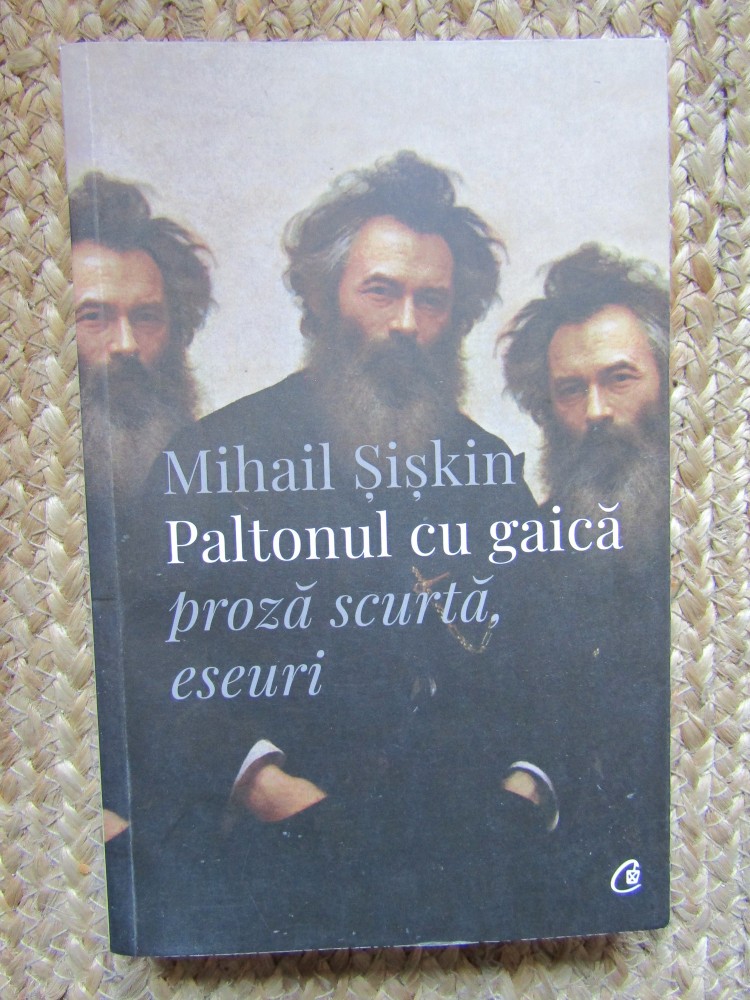 Mihail Șișkin
Paltonul cu gaică
proză scurtă,
eseuri